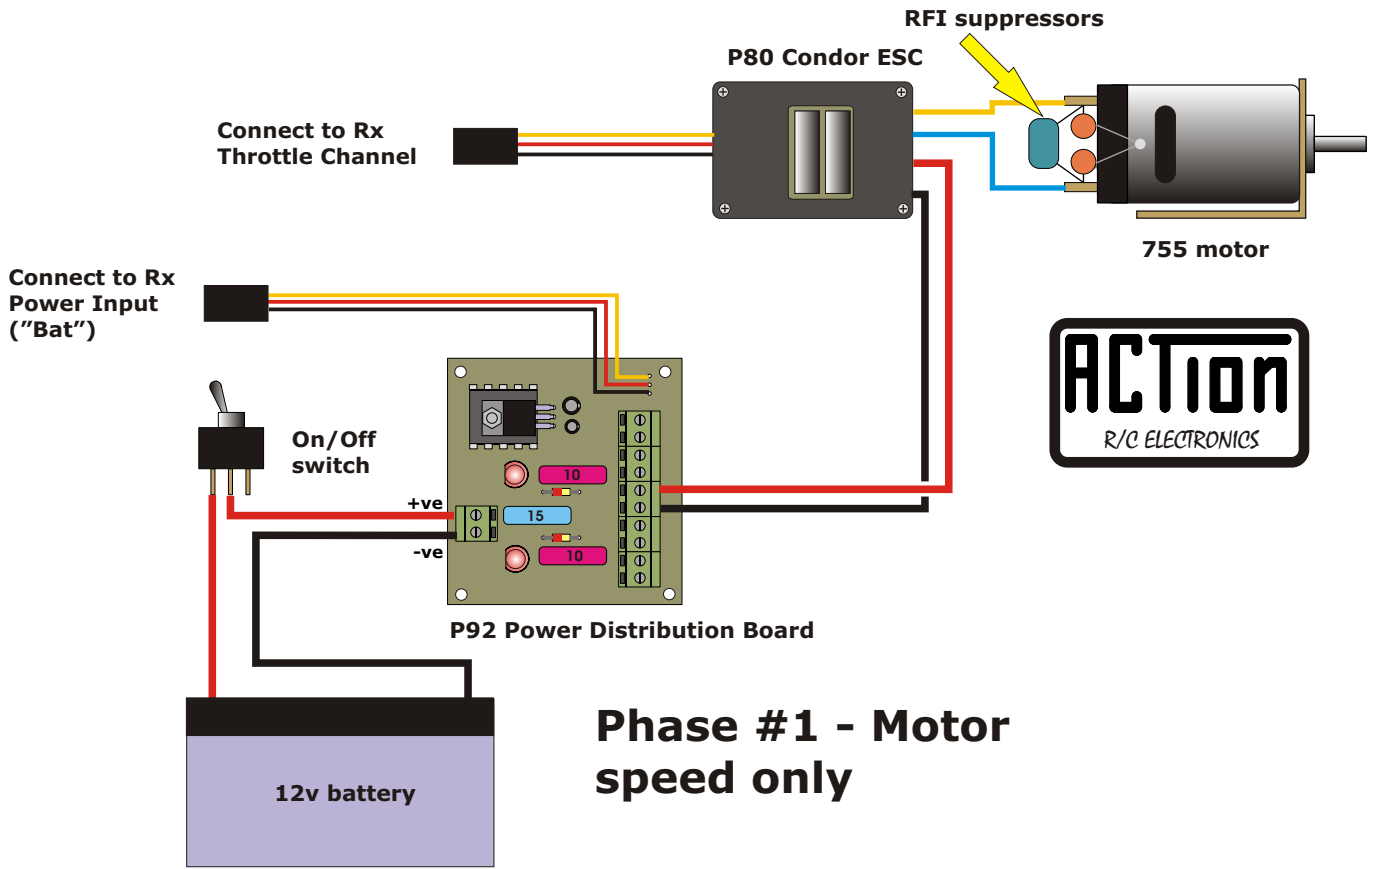 RFI suppressors
P80 Condor ESC
Connect to Rx
Throttle Channel
755 motor
Connect to Rx
Power Input
(”Bat”)
ACTion
R/C ELECTRONICS
On/Off
switch
10
+ve
15
-ve
10
P92 Power Distribution Board
Phase #1 - Motor
speed only
12v battery